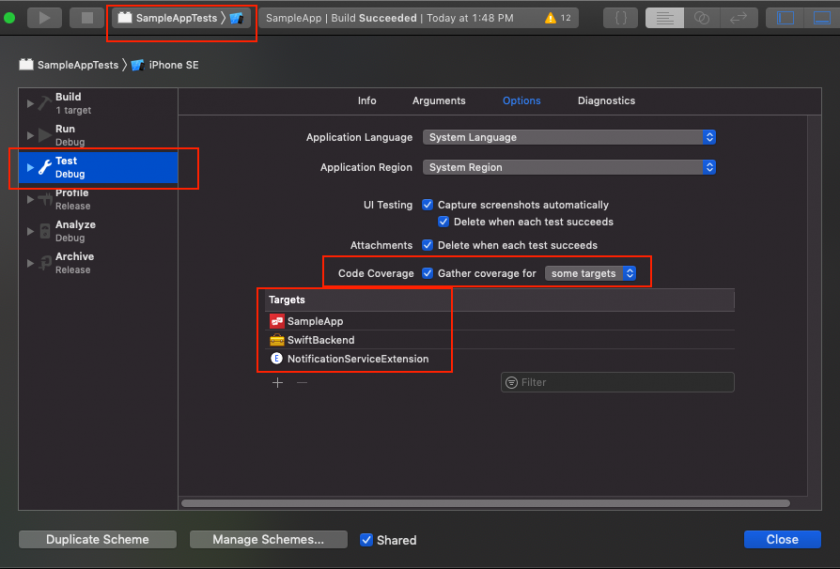 SampleAppTests
SampleApp | Build Succeeded | Today at 1:48 PM
12
SampleAppTests
iPhone SE
Build
1 target
Run
Debug
Test
Debug
Profile
Release
Analyze
Debug
Archive
Release
Info
Arguments
Options
Diagnostics
Application Language System Language
Application Region System Region
UI Testing Capture screenshots automatically
Delete when each test succeeds
Attachments Delete when each test succeeds
Code Coverage Gather coverage for some targets
Targets
SampleApp
SwiftBackend
E NotificationServiceExtension
Filter
Duplicate Scheme
Manage Schemes...
Shared
Close